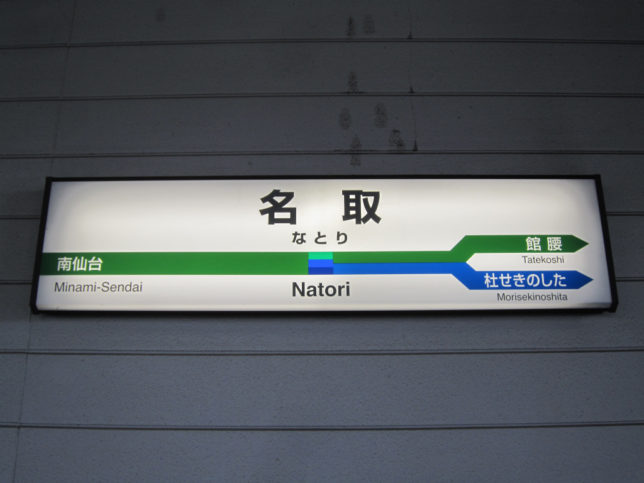 名取
なとり
南仙台
館腰
Minami-Sendai
Tatekoshi
杜せきのした
Natori
Morisekinoshita